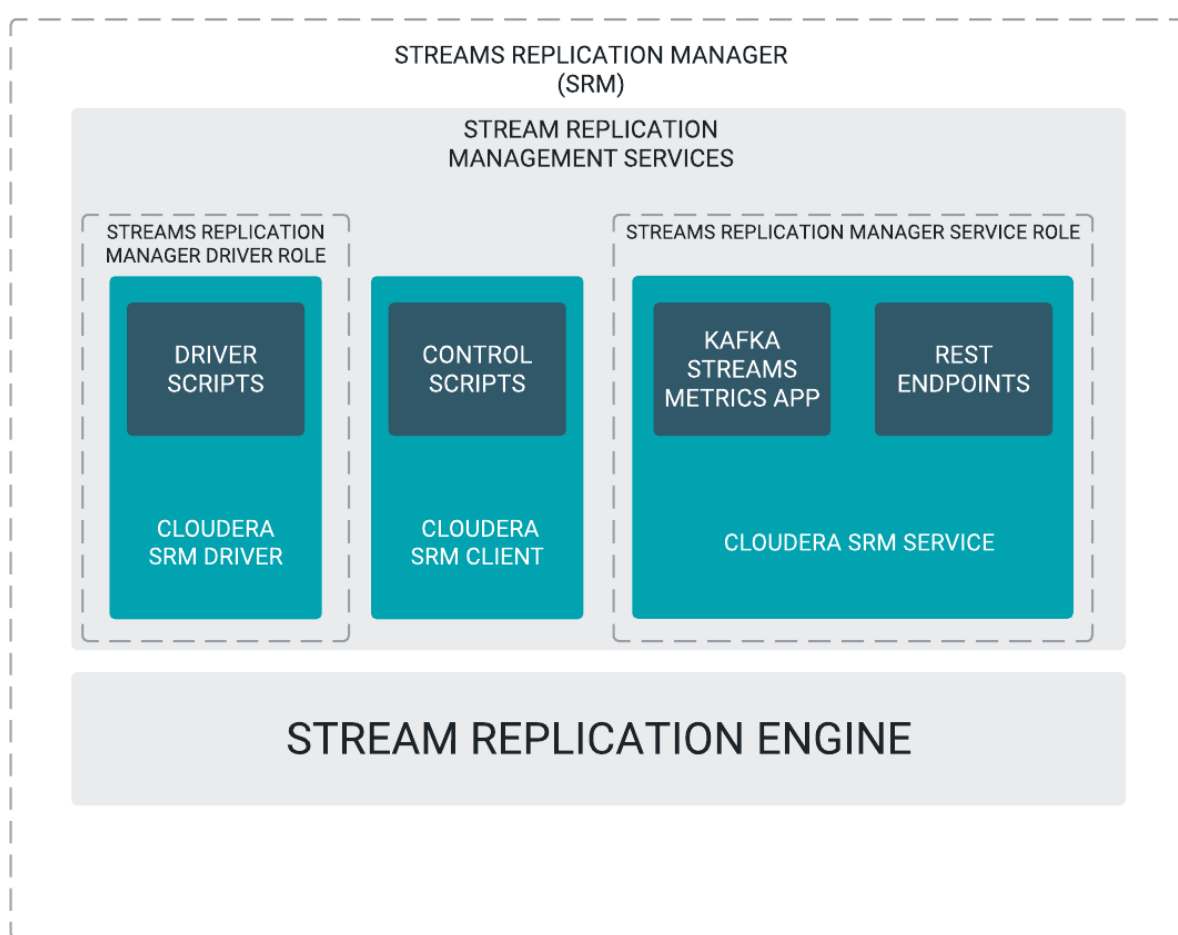 STREAMS REPLICATION MANAGER
(SRM)
STREAM REPLICATION
MANAGEMENT SERVICES
STREAMS REPLICATION
MANAGER DRIVER ROLE
DRIVER
SCRIPTS
CLOUDERA
SRM DRIVER
CONTROL
SCRIPTS
CLOUDERA
SRM CLIENT
STREAMS REPLICATION MANAGER SERVICE ROLE
KAFKA
STREAMS
METRICS APP
REST
ENDPOINTS
CLOUDERA SRM SERVICE
STREAM REPLICATION ENGINE